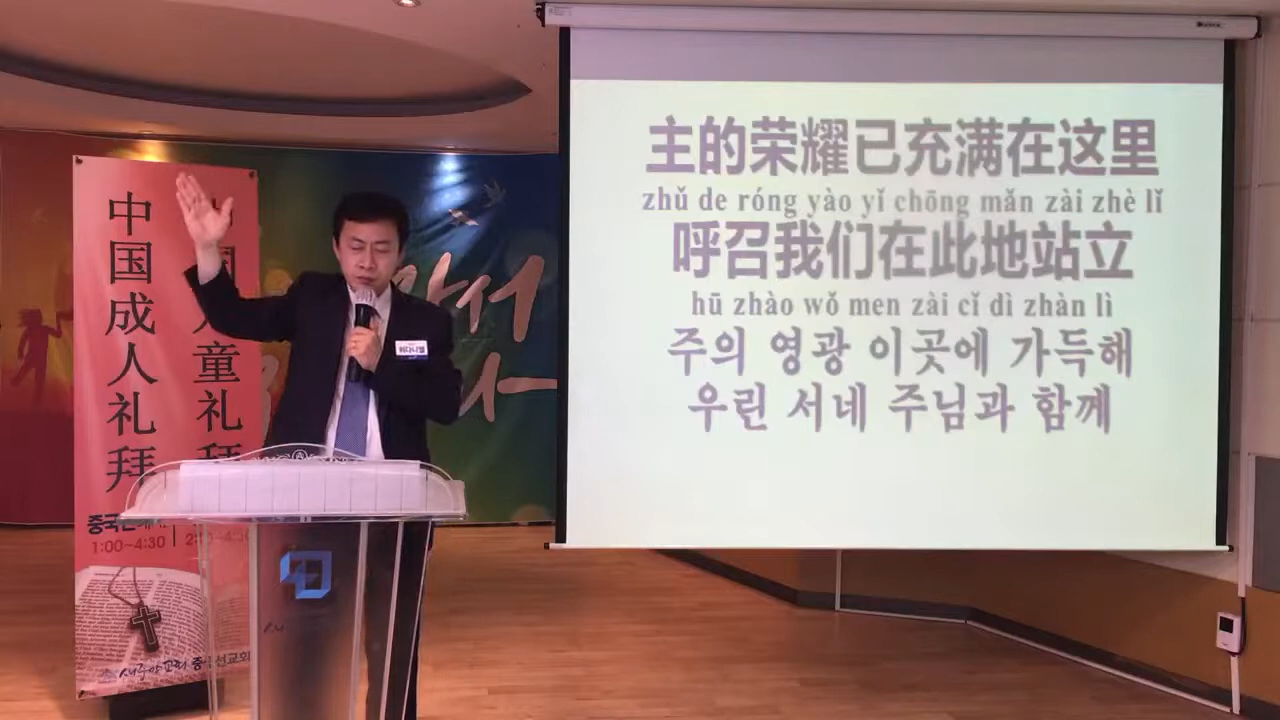 主的荣耀已充满在这里
zhǔ de róng yào yǐ chōng mǎn zài zhè lǐ
呼召我们在此地站立
hū zhào wǒ men zài cǐ dì zhàn lì
주의 영광 이곳에 가득해
우린 서네 주님과 함께
中国成人礼拜
童礼拜
1:00~4:30